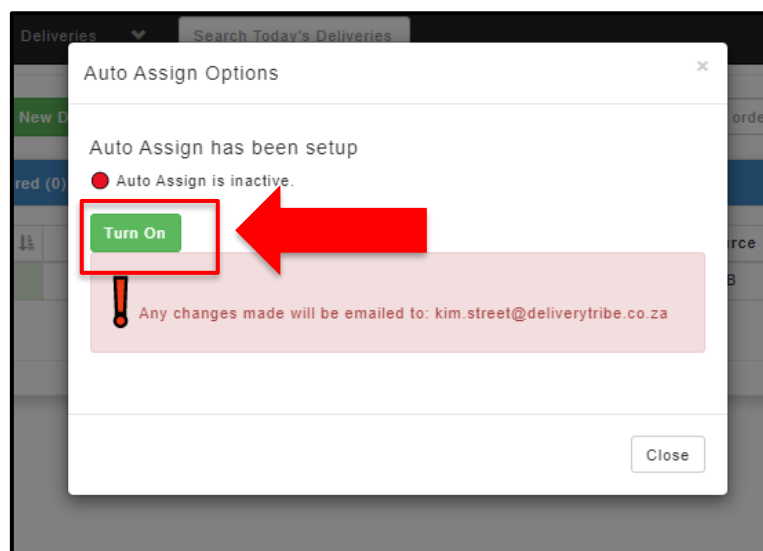 Deliveries
Search Today's Deliveries
Auto Assign Options
×
New D
orde
Auto Assign has been setup
red (0)
Auto Assign is inactive.
Turn On
urce
B
Any changes made will be emailed to: kim.street@deliverytribe.co.za
Close